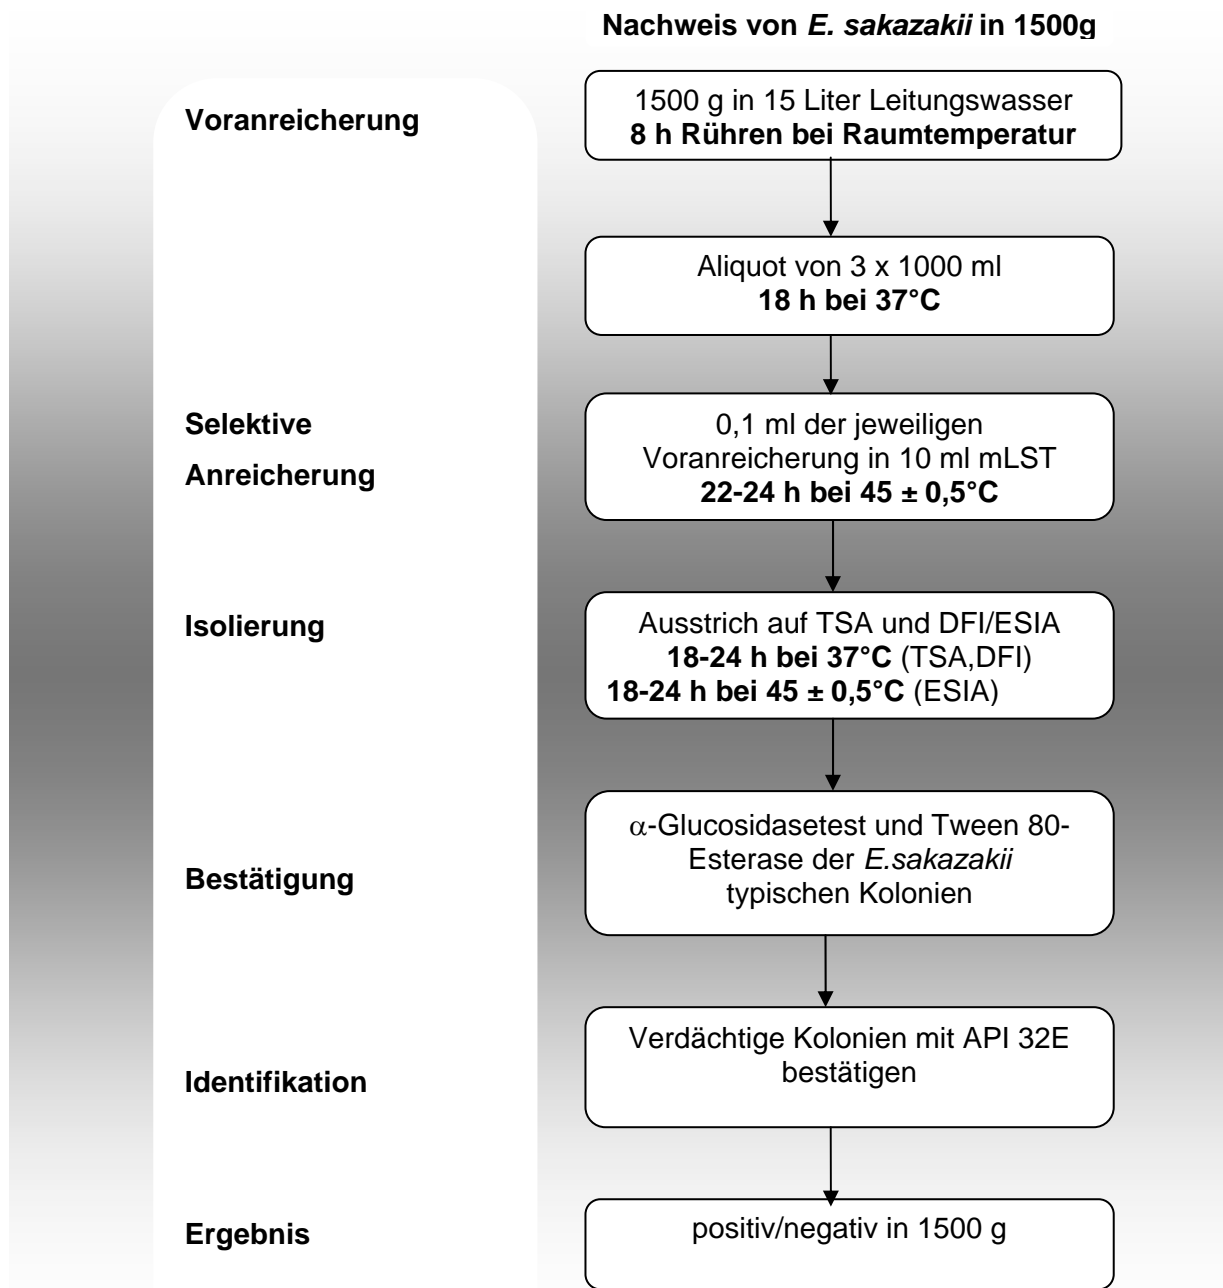 Nachweis von E. sakazakii in 1500g
Voranreicherung
1500 g in 15 Liter Leitungswasser
8 h Rühren bei Raumtemperatur
Aliquot von 3 x 1000 ml
18 h bei 37°C
Selektive
Anreicherung
0,1 ml der jeweiligen
Voranreicherung in 10 ml mLST
22-24 h bei 45 ± 0,5°C
Isolierung
Ausstrich auf TSA und DFI/ESIA
18-24 h bei 37°C (TSA,DFI)
18-24 h bei 45 ± 0,5°C (ESIA)
Bestätigung
α-Glucosidasetest und Tween 80-
Esterase der E.sakazakii
typischen Kolonien
Identifikation
Verdächtige Kolonien mit API 32E
bestätigen
Ergebnis
positiv/negativ in 1500 g